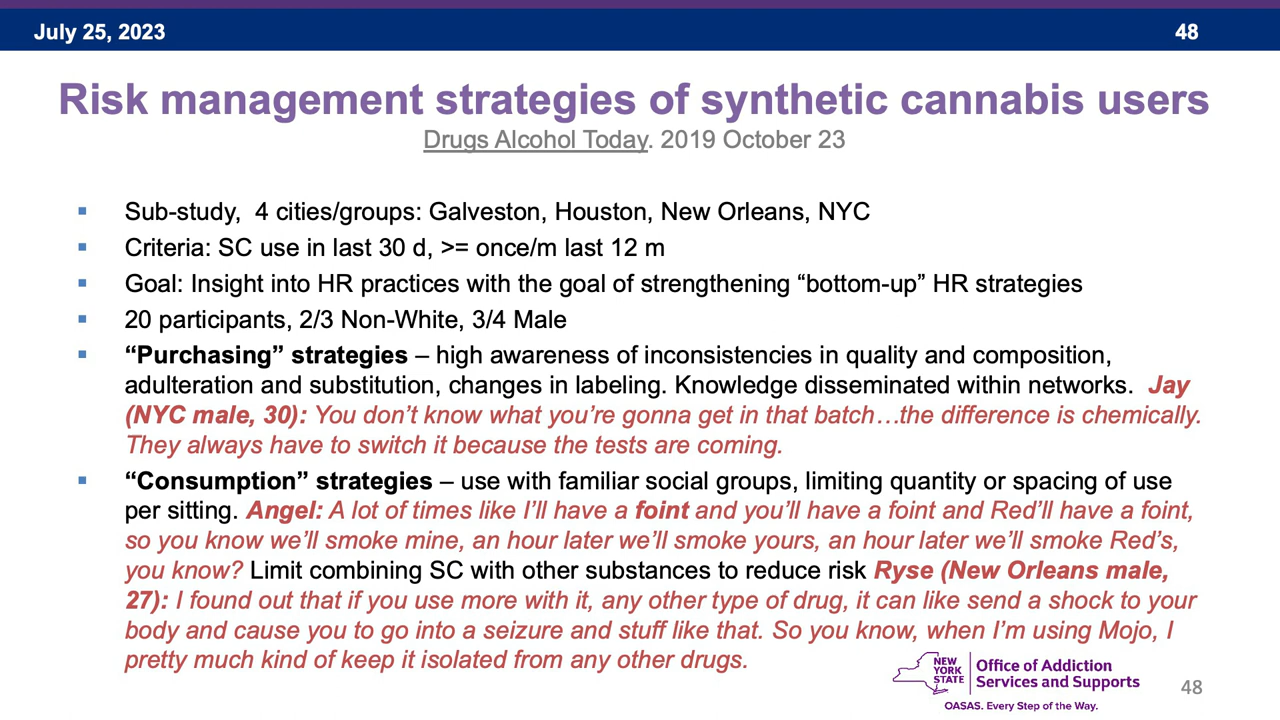 July 25, 2023
48
Risk management strategies of synthetic cannabis users
Drugs Alcohol Today. 2019 October 23
▪ Sub-study, 4 cities/groups: Galveston, Houston, New Orleans, NYC
▪ Criteria: SC use in last 30 d, >= once/m last 12 m
▪ Goal: Insight into HR practices with the goal of strengthening “bottom-up” HR strategies
▪ 20 participants, 2/3 Non-White, 3/4 Male
▪ “Purchasing” strategies – high awareness of inconsistencies in quality and composition,
adulteration and substitution, changes in labeling. Knowledge disseminated within networks. Jay
(NYC male, 30): You don’t know what you’re gonna get in that batch…the difference is chemically.
They always have to switch it because the tests are coming.
▪ “Consumption” strategies – use with familiar social groups, limiting quantity or spacing of use
per sitting. Angel: A lot of times like I’ll have a foint and you’ll have a foint and Red’ll have a foint,
so you know we’ll smoke mine, an hour later we’ll smoke yours, an hour later we’ll smoke Red’s,
you know? Limit combining SC with other substances to reduce risk Ryse (New Orleans male,
27): I found out that if you use more with it, any other type of drug, it can like send a shock to your
body and cause you to go into a seizure and stuff like that. So you know, when I’m using Mojo, I
pretty much kind of keep it isolated from any other drugs.
NEW
YORK
STATE
Office of Addiction
Services and Supports
OASAS. Every Step of the Way.
48